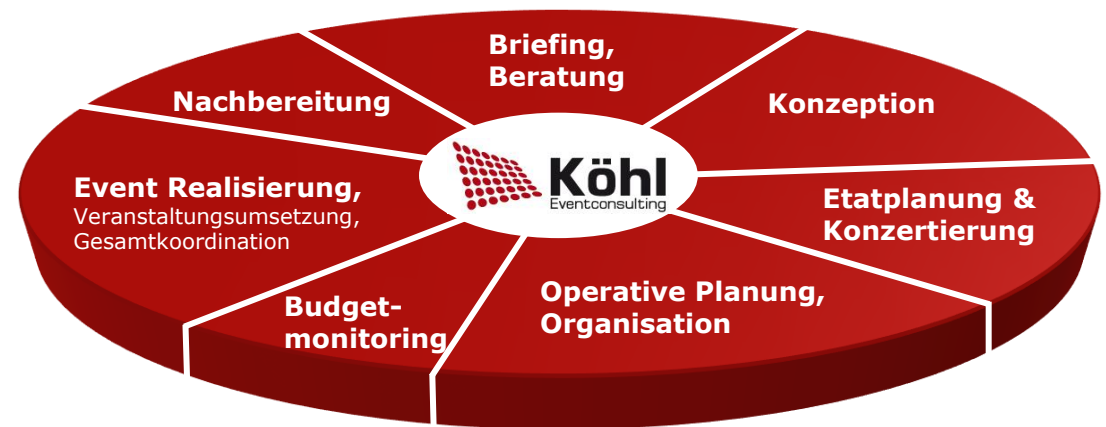 Briefing,
Beratung
Konzeption
Etatplanung &
Konzertierung
Operative Planung,
Organisation
Budget-
monitoring
Event Realisierung,
Veranstaltungsumsetzung,
Gesamtkoordination
Nachbereitung
Köhl
Eventconsulting